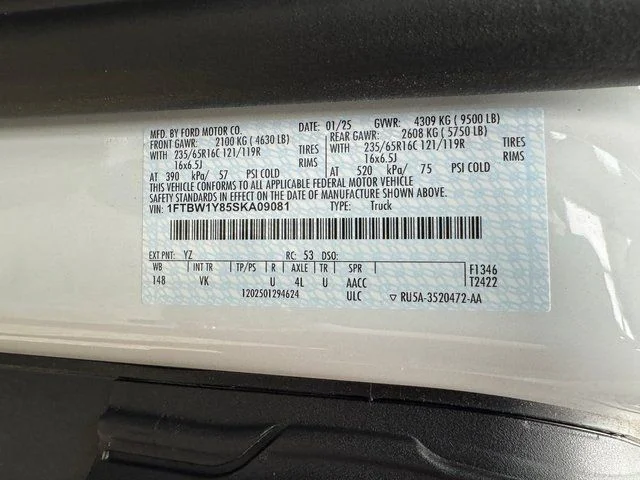 MFD. BY FORD MOTOR CO. DATE: 01/25 GVWR: 4309 KG ( 9500 LB)
FRONT GAWR: 2100 KG ( 4630 LB) REAR GAWR: 2608 KG ( 5750 LB)
WITH 235/65R16C 121/119R TIRES WITH 235/65R16C 121/119R TIRES
16x6.5J RIMS 16x6.5J RIMS
AT 390 kPa/ 57 PSI COLD AT 520 kPa/ 75 PSI COLD
THIS VEHICLE CONFORMS TO ALL APPLICABLE FEDERAL MOTOR VEHICLE
SAFETY STANDARDS IN EFFECT ON THE DATE OF MANUFACTURE SHOWN ABOVE.
VIN: 1FTBW1Y85SKA09081 TYPE: Truck
EXT PNT: YZ RC: 53 DSO:
WB INT TR TP/PS R AXLE TR SPR F1346
148 VK U 4L U AACC T2422
1202501294624 ULC ▽ RU5A-3520472-AA